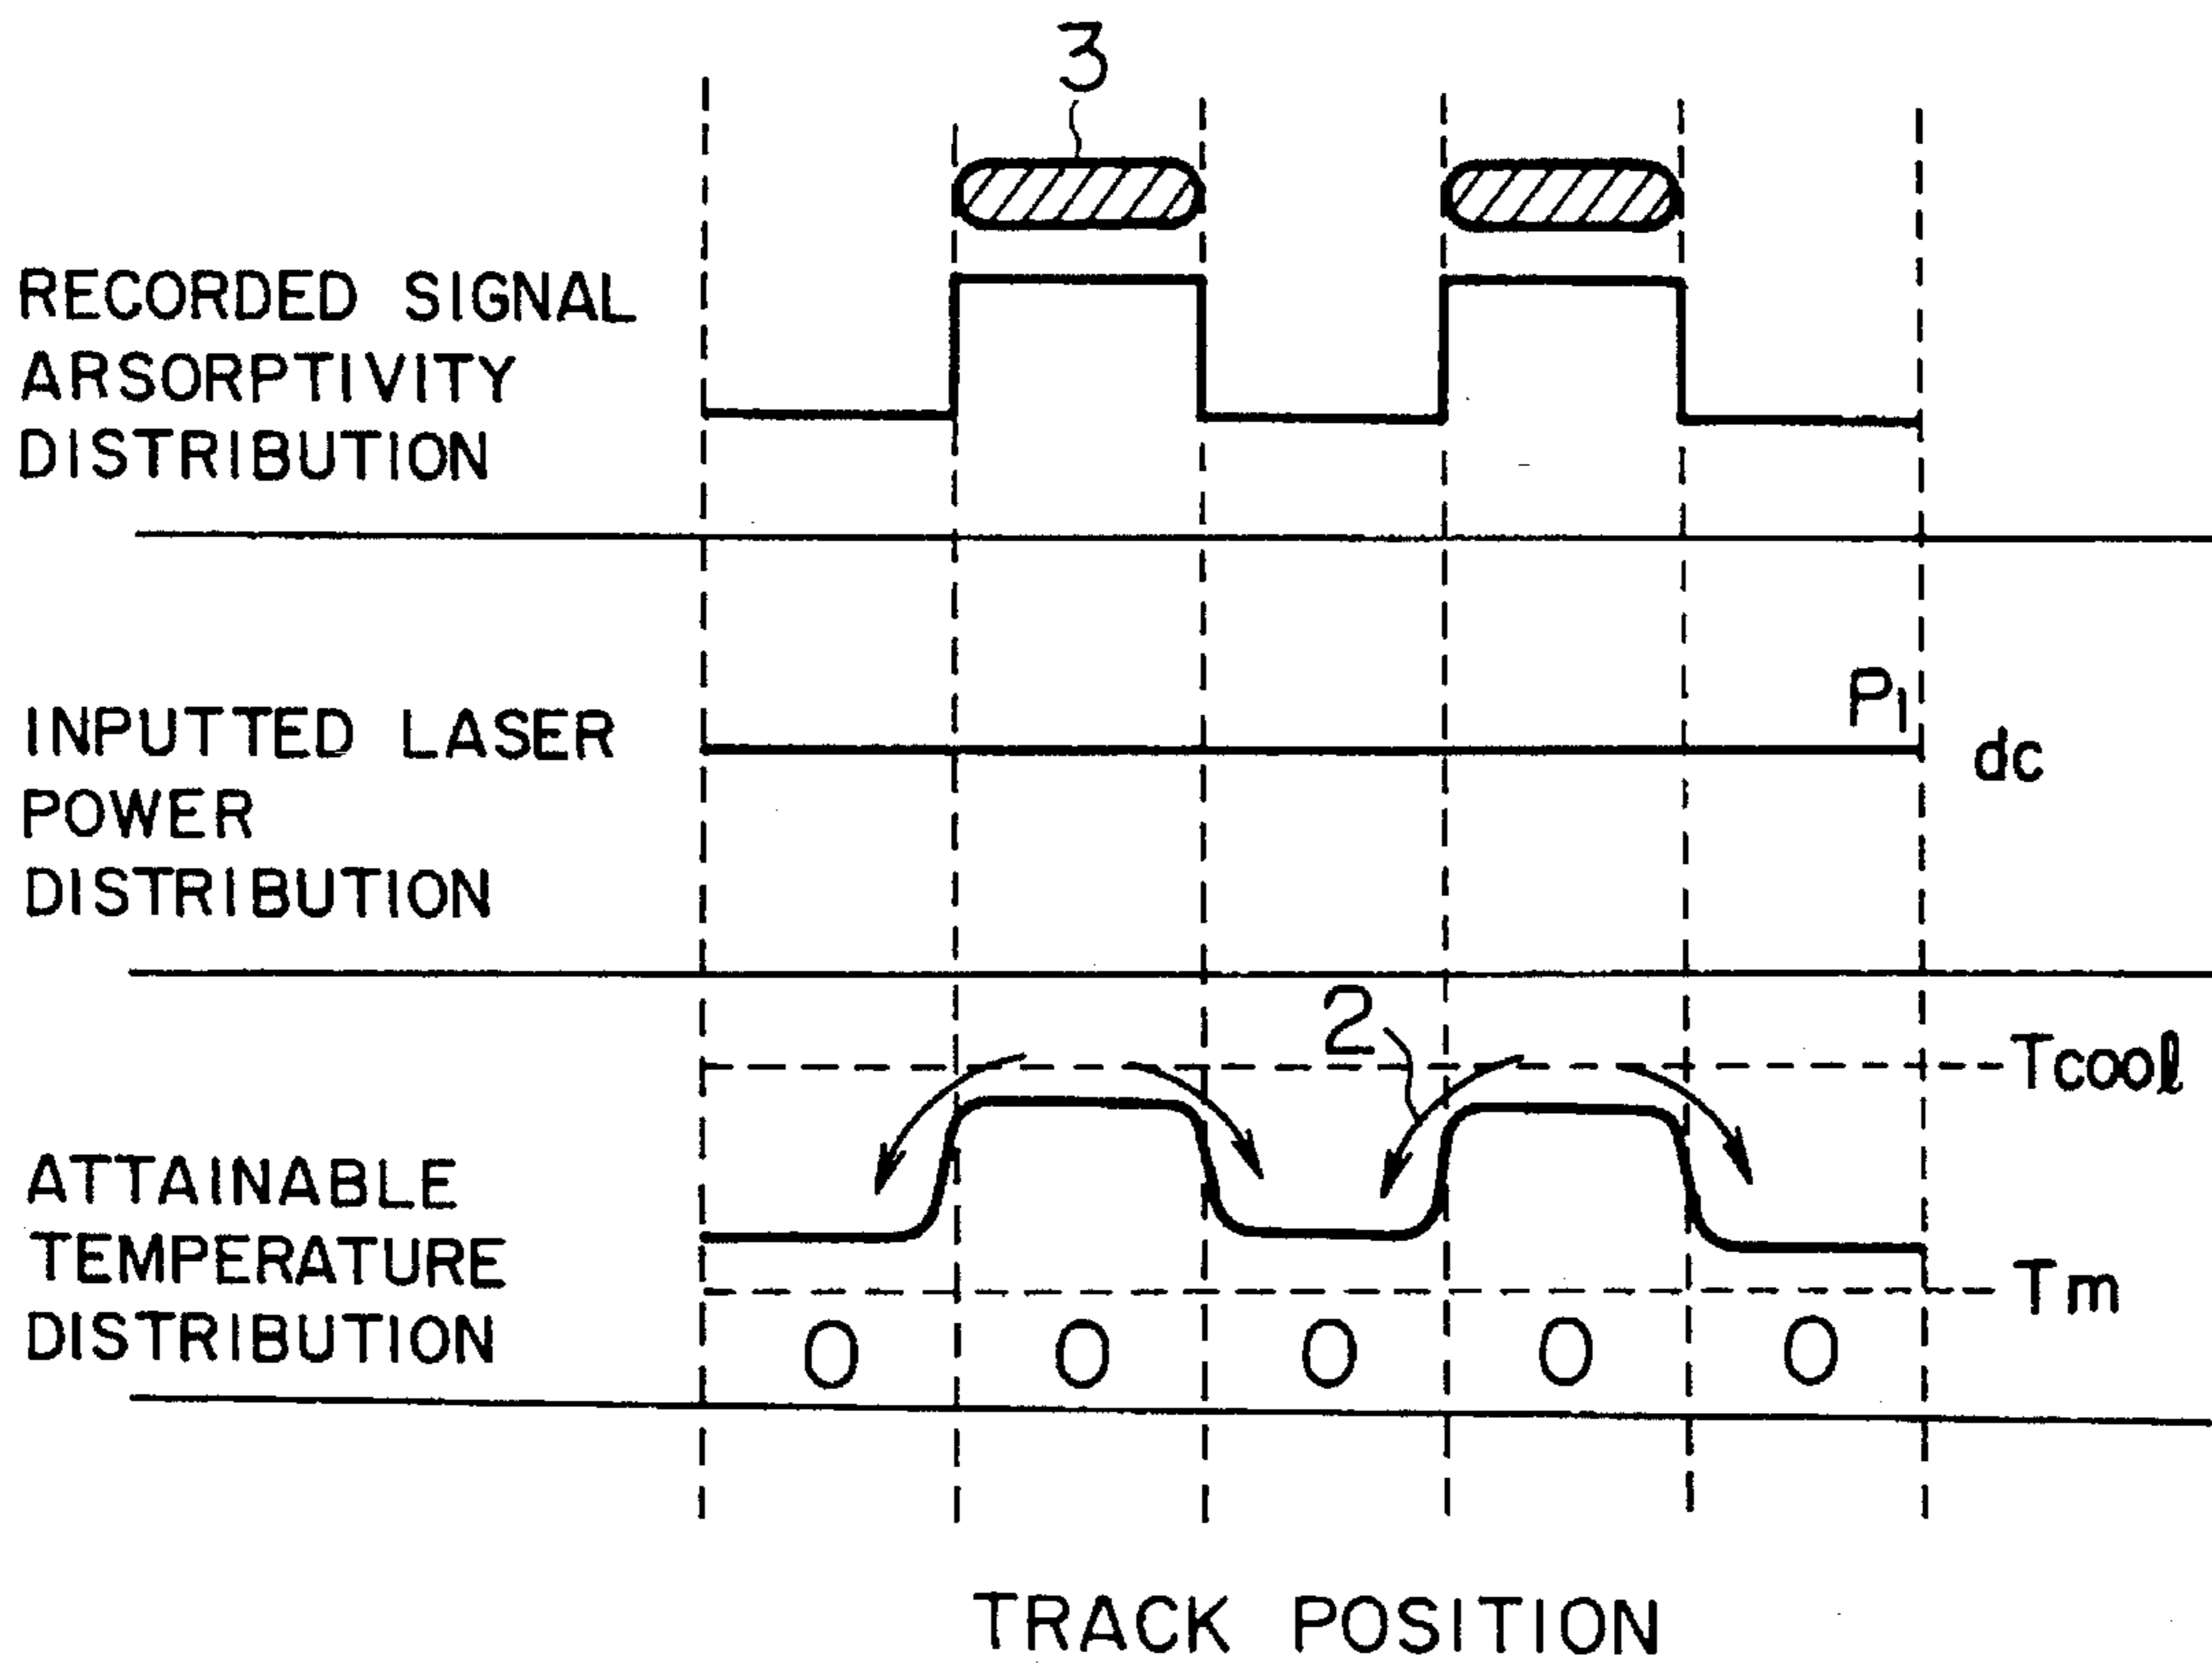 3
RECORDED SIGNAL
ARSORPTIVITY
DISTRIBUTION
P1
INPUTTED LASER
dc
POWER
DISTRIBUTION
2
Tcool
ATTAINABLE
TEMPERATURE
Tm
DISTRIBUTION
0 0 0 0 0
TRACK POSITION